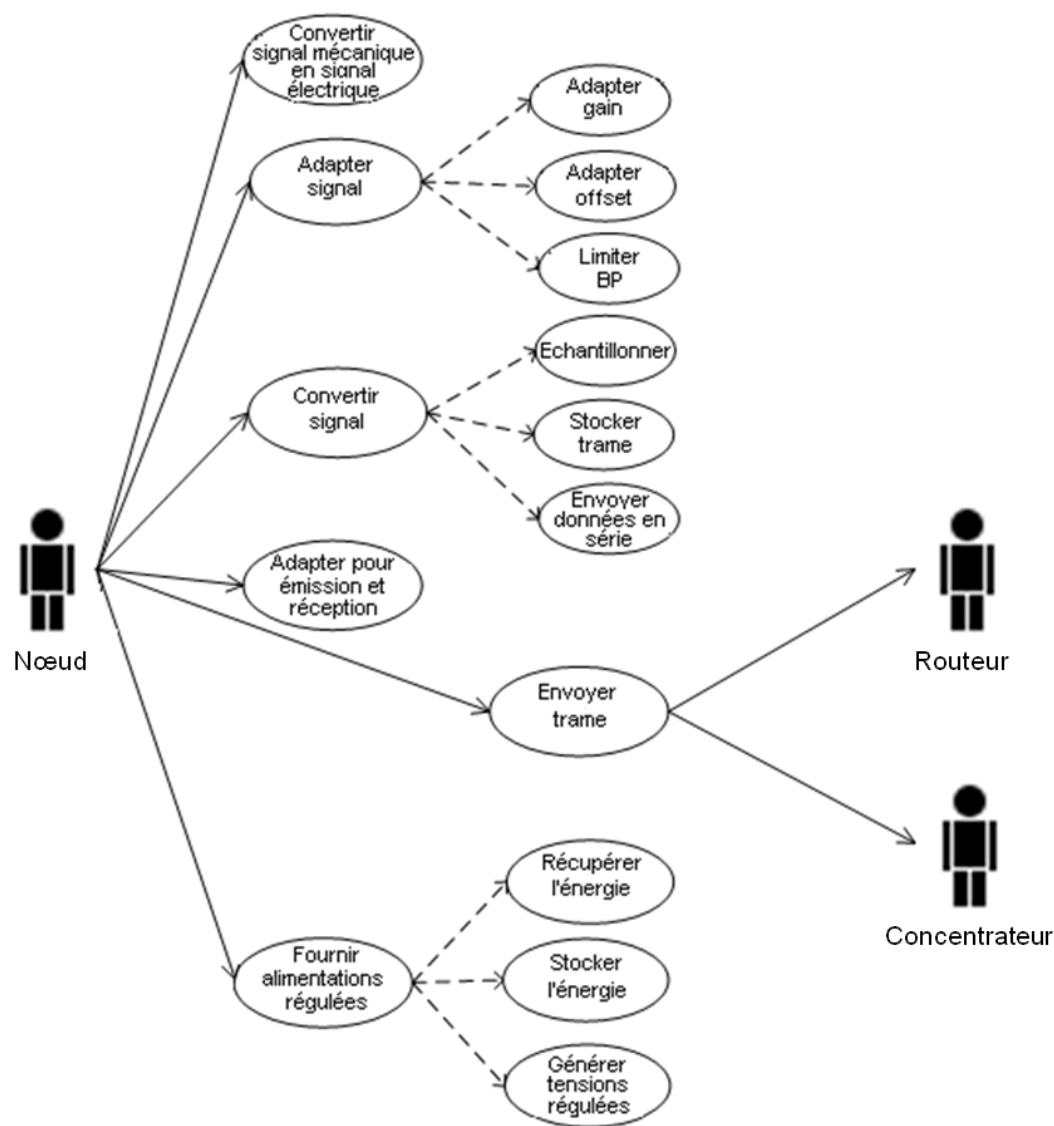 Convertir
signal mécanique
en signal
électrique
Adapter
gain
Adapter
signal
Adapter
offset
Limiter
BP
Echantillonner
Convertir
signal
Stocker
trame
Envoyer
données en
série
Adapter pour
émission et
réception
Nœud
Routeur
Envoyer
trame
Récupérer
l'énergie
Concentrateur
Fournir
alimentations
régulées
Stocker
l'énergie
Générer
tensions
régulées